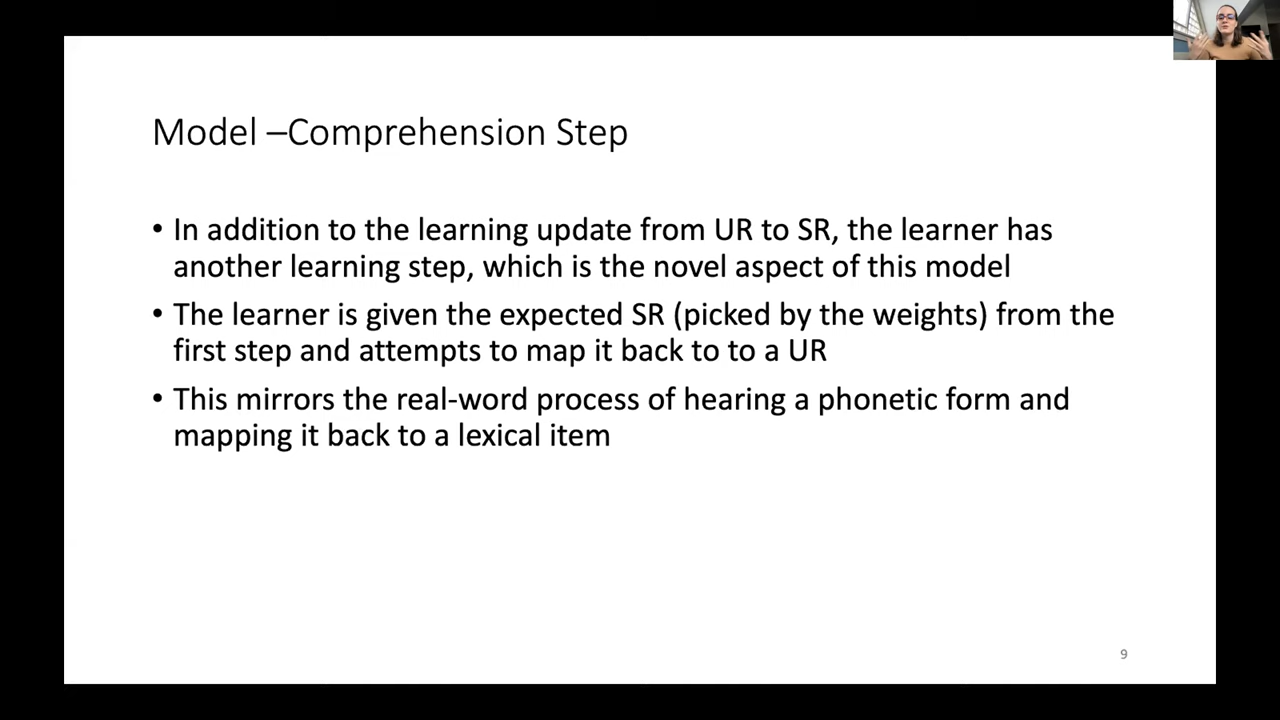 Model –Comprehension Step
• In addition to the learning update from UR to SR, the learner has
another learning step, which is the novel aspect of this model
• The learner is given the expected SR (picked by the weights) from the
first step and attempts to map it back to to a UR
• This mirrors the real-word process of hearing a phonetic form and
mapping it back to a lexical item
9